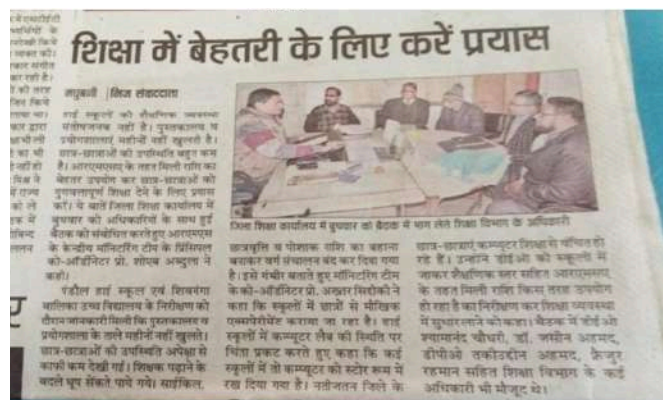 शिक्षा में बेहतरी के लिए करें प्रयास
मधुबनी | निज संवाददाता
हाई स्कूलों की शैक्षणिक व्यवस्था
संतोषजनक नहीं है। पुस्तकालय व
प्रयोगशालाएं महीनों नहीं खुलती है।
छात्र-छात्राओं की उपस्थिति बहुत कम
है। आरएमएसए के तहत मिली राशि का
बेहतर उपयोग कर छात्र-छात्राओं को
गुणवत्तापूर्ण शिक्षा देने के लिए प्रयास
करें। ये बातें जिला शिक्षा कार्यालय में
बुधवार को अधिकारियों के साथ हुई
बैठक को संबोधित करते हुए आरएमएस
के केन्द्रीय मॉनिटरिंग टीम के प्रिंसिपल
को-ऑर्डिनेटर प्रो. शोएब अब्दुला ने
कही।
पंडौल हाई स्कूल एवं शिवगंगा
बालिका उच्च विद्यालय के निरीक्षण को
दौरान जानकारी मिली कि पुस्तकालय व
प्रयोगशाला के ताले महीनों नहीं खुलते।
छात्र-छात्राओं की उपस्थिति अपेक्षा से
काफी कम देखी गई। शिक्षक पढ़ाने के
बदले धूप सेंकते पाये गये। साईकिल,
जिला शिक्षा कार्यालय में बुधवार को बैठक में भाग लेते शिक्षा विभाग के अधिकारी
छात्रवृत्ति व पोशाक राशि का बहाना
बनाकर वर्ग संचालन बंद कर दिया गया
है। इसे गंभीर बताते हुए मॉनिटरिंग टीम
के को-ऑर्डिनेटर प्रो. अख्तर सिद्दीकी ने
कहा कि स्कूलों में छात्रों से मौखिक
एक्सपेरीमेंट कराया जा रहा है। हाई
स्कूलों में कम्प्यूटर लैब की स्थिति पर
चिंता प्रकट करते हुए कहा कि कई
स्कूलों में तो कम्प्यूटर को स्टोर रूम में
रख दिया गया है। नतीजतन जिले के
छात्र-छात्राएं कम्प्यूटर शिक्षा से वंचित हो
रहे हैं। उन्होंने डीईओ को स्कूलों में
जाकर शैक्षणिक स्तर सहित आरएमएसए
के तहत मिली राशि किस तरह उपयोग
हो रहा है का निरीक्षण कर शिक्षा व्यवस्था
में सुधार लाने को कहा। बैठक में डीईओ
श्यामानंद चौधरी, डॉ. जसीन अहमद,
डीपीओ तकीउद्दीन अहमद, फ़ैजुर
रहमान सहित शिक्षा विभाग के कई
अधिकारी भी मौजूद थे।